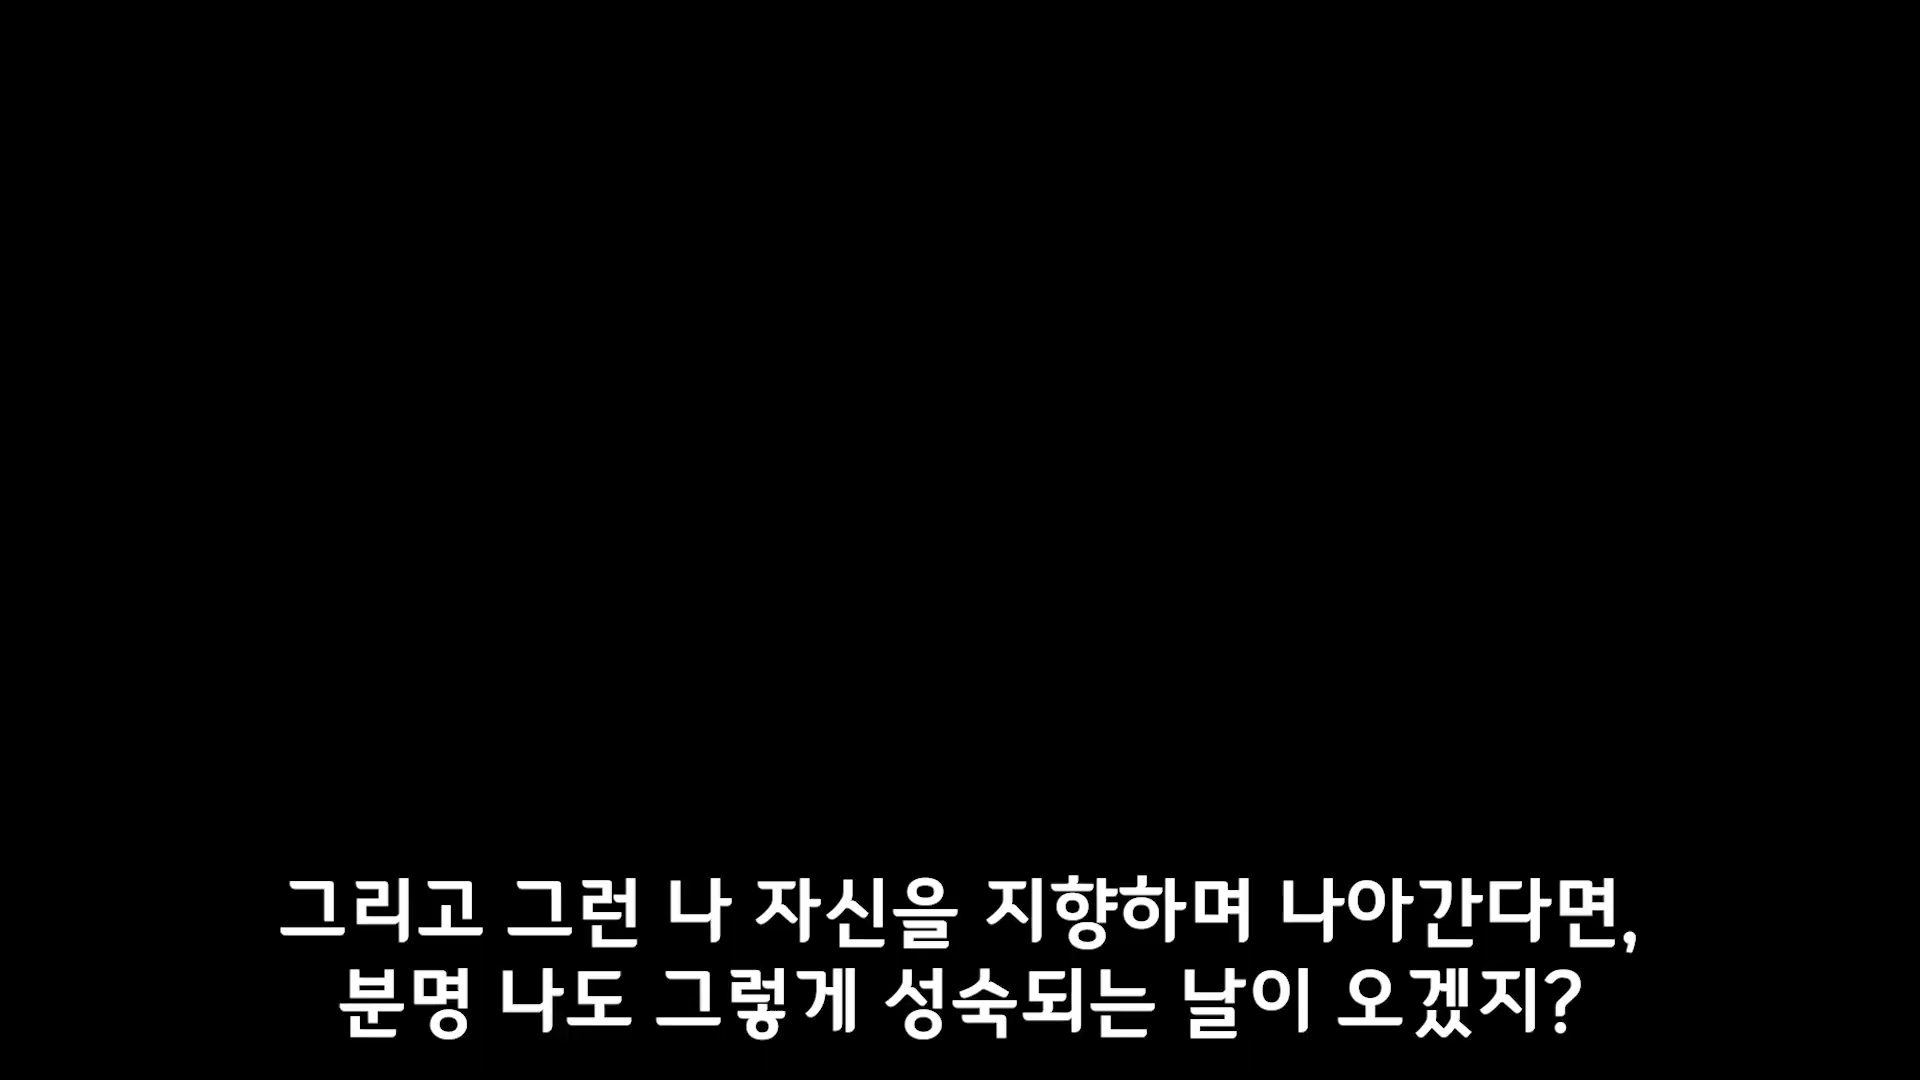 그리고 그런 나 자신을 지향하며 나아간다면,
분명 나도 그렇게 성숙되는 날이 오겠지?